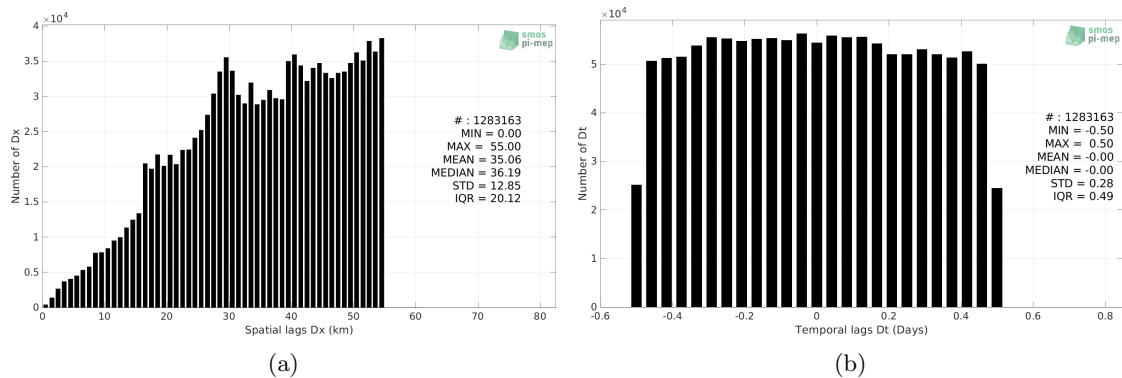 ×10^4
4
3.5
3
2.5
2
1.5
1
0.5
0
0 10 20 30 40 50 60 70 80
Number of Dx
Spatial lags Dx (km)
smos
pi-mep
# : 1283163
MIN = 0.00
MAX = 55.00
MEAN = 35.06
MEDIAN = 36.19
STD = 12.85
IQR = 20.12
(a)
×10^4
5
4
3
2
1
0
-0.6 -0.4 -0.2 0 0.2 0.4 0.6 0.8
Number of Dt
Temporal lags Dt (Days)
smos
pi-mep
# : 1283163
MIN = -0.50
MAX = 0.50
MEAN = -0.00
MEDIAN = -0.00
STD = 0.28
IQR = 0.49
(b)